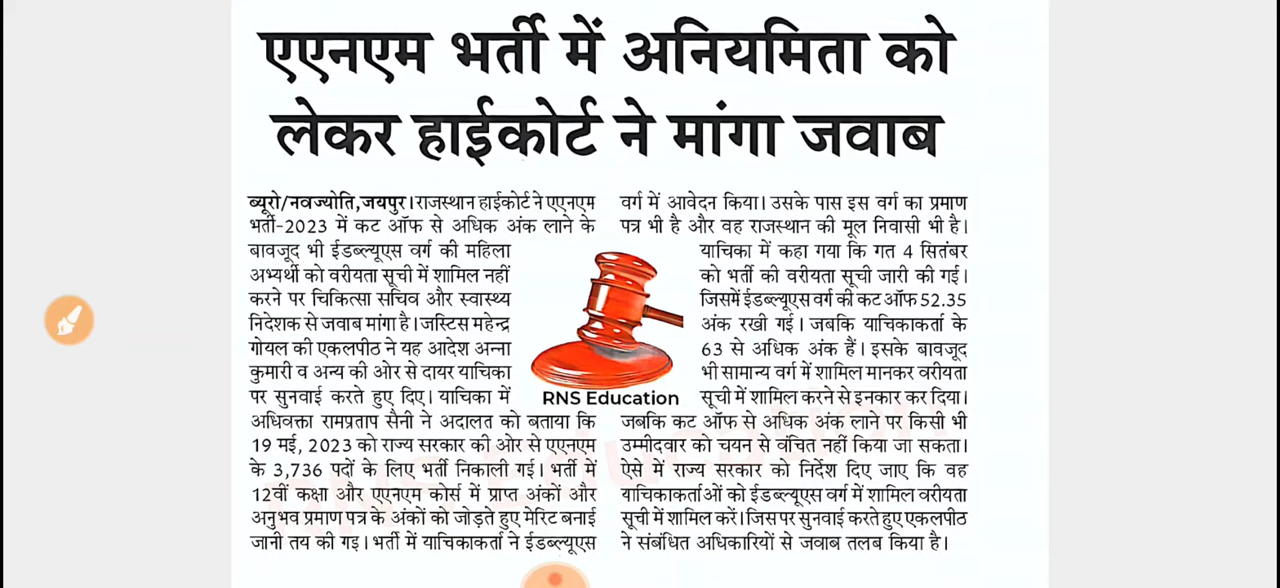 एएनएम भर्ती में अनियमिता को
लेकर हाईकोर्ट ने मांगा जवाब
ब्यूरो/नवज्योति,जयपुर। राजस्थान हाईकोर्ट ने एएनएम
भर्ती-2023 में कट ऑफ से अधिक अंक लाने के
बावजूद भी ईडब्ल्यूएस वर्ग की महिला
अभ्यर्थी को वरीयता सूची में शामिल नहीं
करने पर चिकित्सा सचिव और स्वास्थ्य
निदेशक से जवाब मांगा है। जस्टिस महेन्द्र
गोयल की एकलपीठ ने यह आदेश अन्ना
कुमारी व अन्य की ओर से दायर याचिका
पर सुनवाई करते हुए दिए। याचिका में
अधिवक्ता रामप्रताप सैनी ने अदालत को बताया कि
19 मई, 2023 को राज्य सरकार की ओर से एएनएम
के 3,736 पदों के लिए भर्ती निकाली गई। भर्ती में
12वीं कक्षा और एएनएम कोर्स में प्राप्त अंकों और
अनुभव प्रमाण पत्र के अंकों को जोड़ते हुए मेरिट बनाई
जानी तय की गइ। भर्ती में याचिकाकर्ता ने ईडब्ल्यूएस
वर्ग में आवेदन किया। उसके पास इस वर्ग का प्रमाण
पत्र भी है और वह राजस्थान की मूल निवासी भी है।
याचिका में कहा गया कि गत 4 सितंबर
को भर्ती की वरीयता सूची जारी की गई।
जिसमें ईडब्ल्यूएस वर्ग की कट ऑफ 52.35
अंक रखी गई। जबकि याचिकाकर्ता के
63 से अधिक अंक हैं। इसके बावजूद
भी सामान्य वर्ग में शामिल मानकर वरीयता
सूची में शामिल करने से इनकार कर दिया।
जबकि कट ऑफ से अधिक अंक लाने पर किसी भी
उम्मीदवार को चयन से वंचित नहीं किया जा सकता।
ऐसे में राज्य सरकार को निर्देश दिए जाए कि वह
याचिकाकर्ताओं को ईडब्ल्यूएस वर्ग में शामिल वरीयता
सूची में शामिल करें। जिस पर सुनवाई करते हुए एकलपीठ
ने संबंधित अधिकारियों से जवाब तलब किया है।
RNS Education
RNS Education